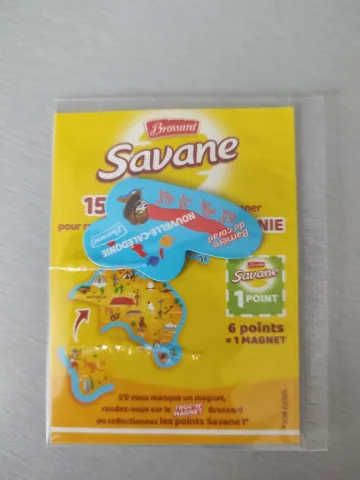 Brossard
Savane
15
pour
NIE
Barrière
de corail
NOUVELLE-CALÉDONIE
Brossard
Brossard
Savane
1 POINT
6 points
= 1 MAGNET
S'il vous manque un magnet,
rendez-vous sur le TROC'N' MAGNET Brossard
ou collectionnez les points Savane !*